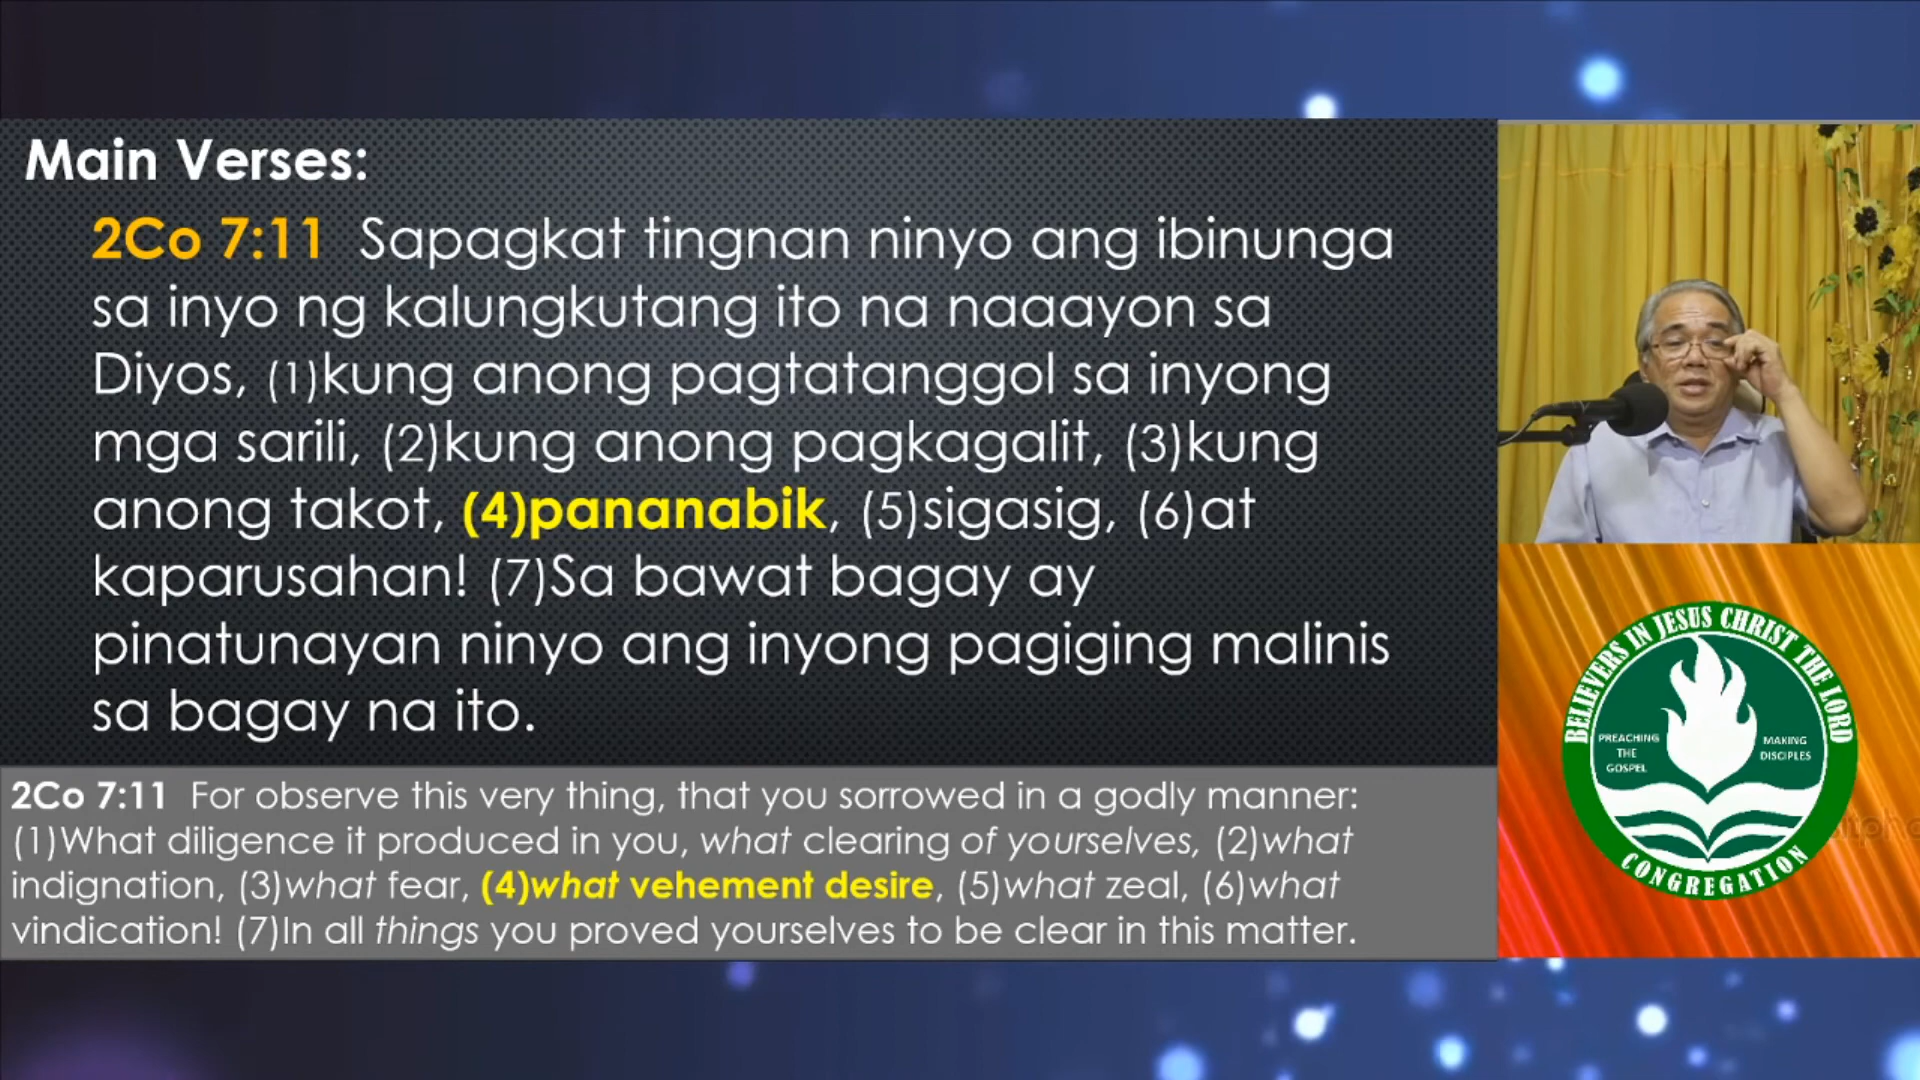 Main Verses:
2Co 7:11 Sapagkat tingnan ninyo ang ibinunga
sa inyo ng kalungkutang ito na naaayon sa
Diyos, (1)kung anong pagtatanggol sa inyong
mga sarili, (2)kung anong pagkagalit, (3)kung
anong takot, (4)pananabik, (5)sigasig, (6)at
kaparusahan! (7)Sa bawat bagay ay
pinatunayan ninyo ang inyong pagiging malinis
sa bagay na ito.
2Co 7:11 For observe this very thing, that you sorrowed in a godly manner:
(1)What diligence it produced in you, what clearing of yourselves, (2)what
indignation, (3)what fear, (4)what vehement desire, (5)what zeal, (6)what
vindication! (7)In all things you proved yourselves to be clear in this matter.
BELIEVERS IN JESUS CHRIST THE LORD
PREACHING
THE
GOSPEL
MAKING
DISCIPLES
CONGREGATION